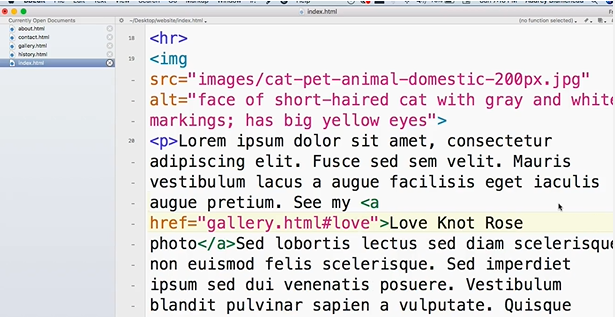 index.html
Currently Open Documents
~/Desktop/website/index.html
(no function selected)
about.html
contact.html
gallery.html
history.html
index.html
18 <hr>
19 <img
- src="images/cat-pet-animal-domestic-200px.jpg"
- alt="face of short-haired cat with gray and white
- markings; has big yellow eyes">
20 <p>Lorem ipsum dolor sit amet, consectetur
- adipiscing elit. Fusce sed sem velit. Mauris
- vestibulum lacus a augue facilisis eget iaculis
- augue pretium. See my <a
- href="gallery.html#love">Love Knot Rose
- photo</a>Sed lobortis lectus sed diam scelerisque
- non euismod felis scelerisque. Sed imperdiet
- ipsum sed dui venenatis posuere. Vestibulum
- blandit pulvinar sapien a vulputate. Quisque